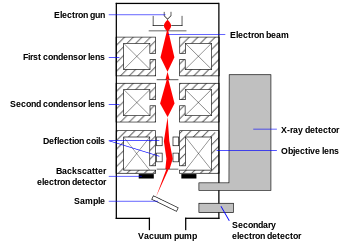 Electron gun
Electron beam
First condensor lens
Second condensor lens
X-ray detector
Deflection coils
Objective lens
Backscatter
electron detector
Sample
Secondary
electron detector
Vacuum pump